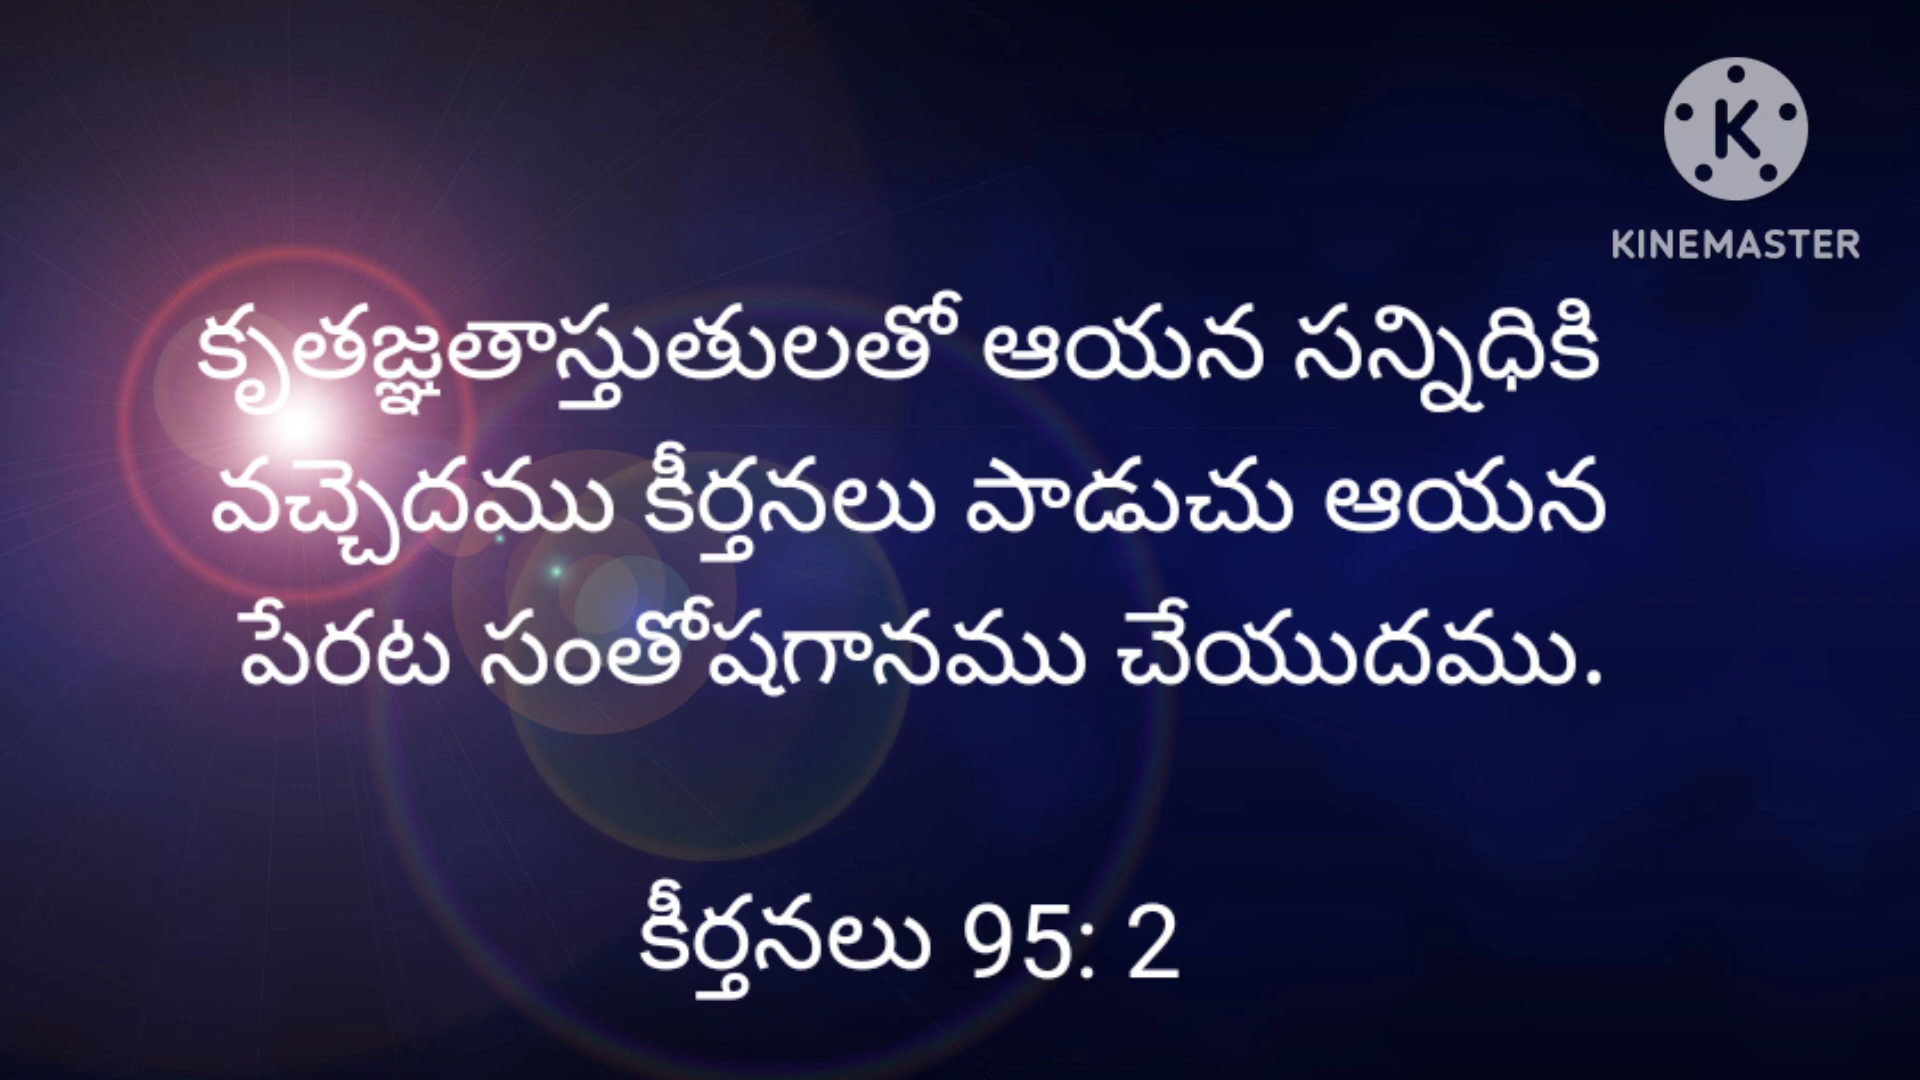 KINEMASTER
కృతజ్ఞతాస్తుతులతో ఆయన సన్నిధికి
వచ్చెదము కీర్తనలు పాడుచు ఆయన
పేరట సంతోషగానము చేయుదము.
కీర్తనలు 95: 2